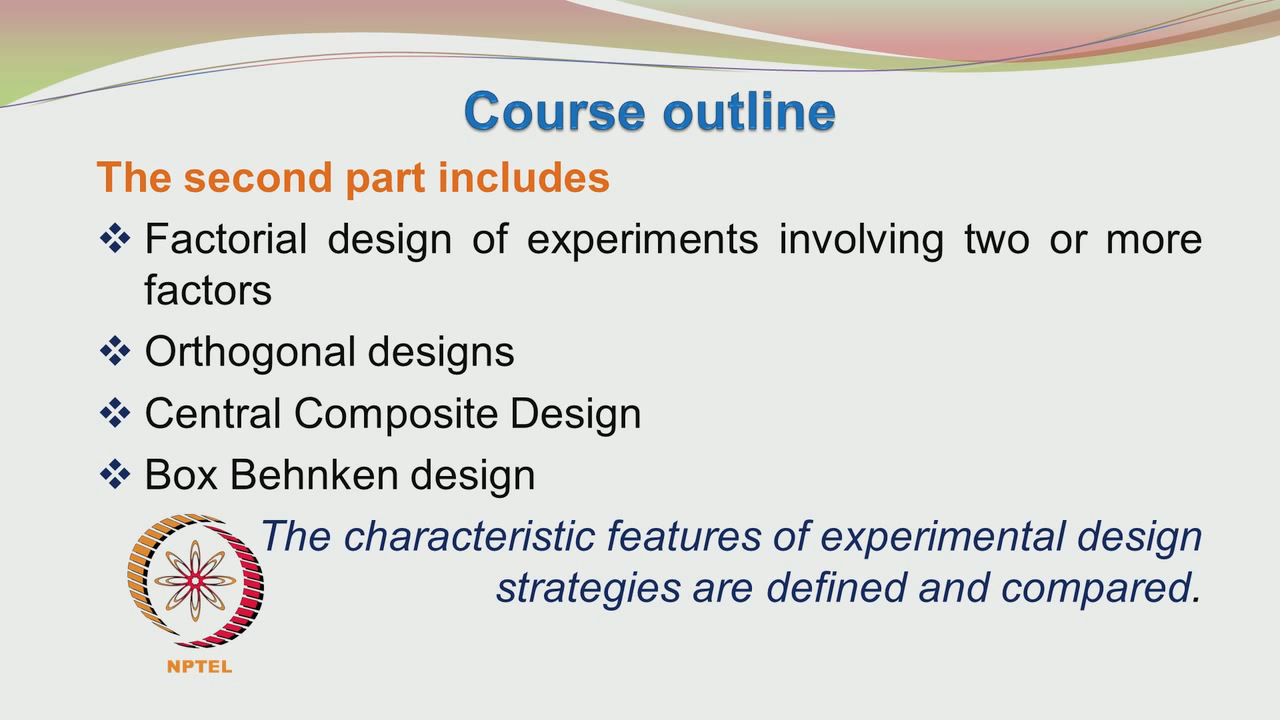 Course outline
The second part includes
❖ Factorial design of experiments involving two or more
factors
❖ Orthogonal designs
❖ Central Composite Design
❖ Box Behnken design
The characteristic features of experimental design
strategies are defined and compared.
NPTEL